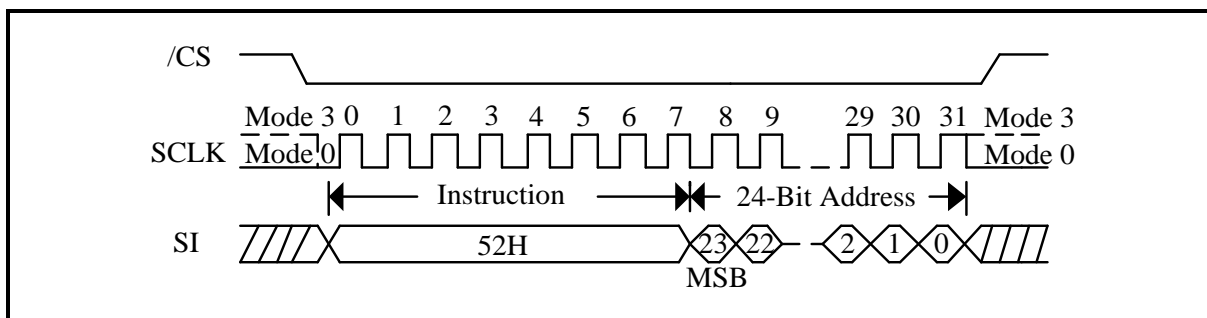 /CS
Mode 3 0 1 2 3 4 5 6 7 8 9 29 30 31 Mode 3
SCLK Mode 0 Mode 0
Instruction 24-Bit Address
SI 52H 23 22 2 1 0
MSB